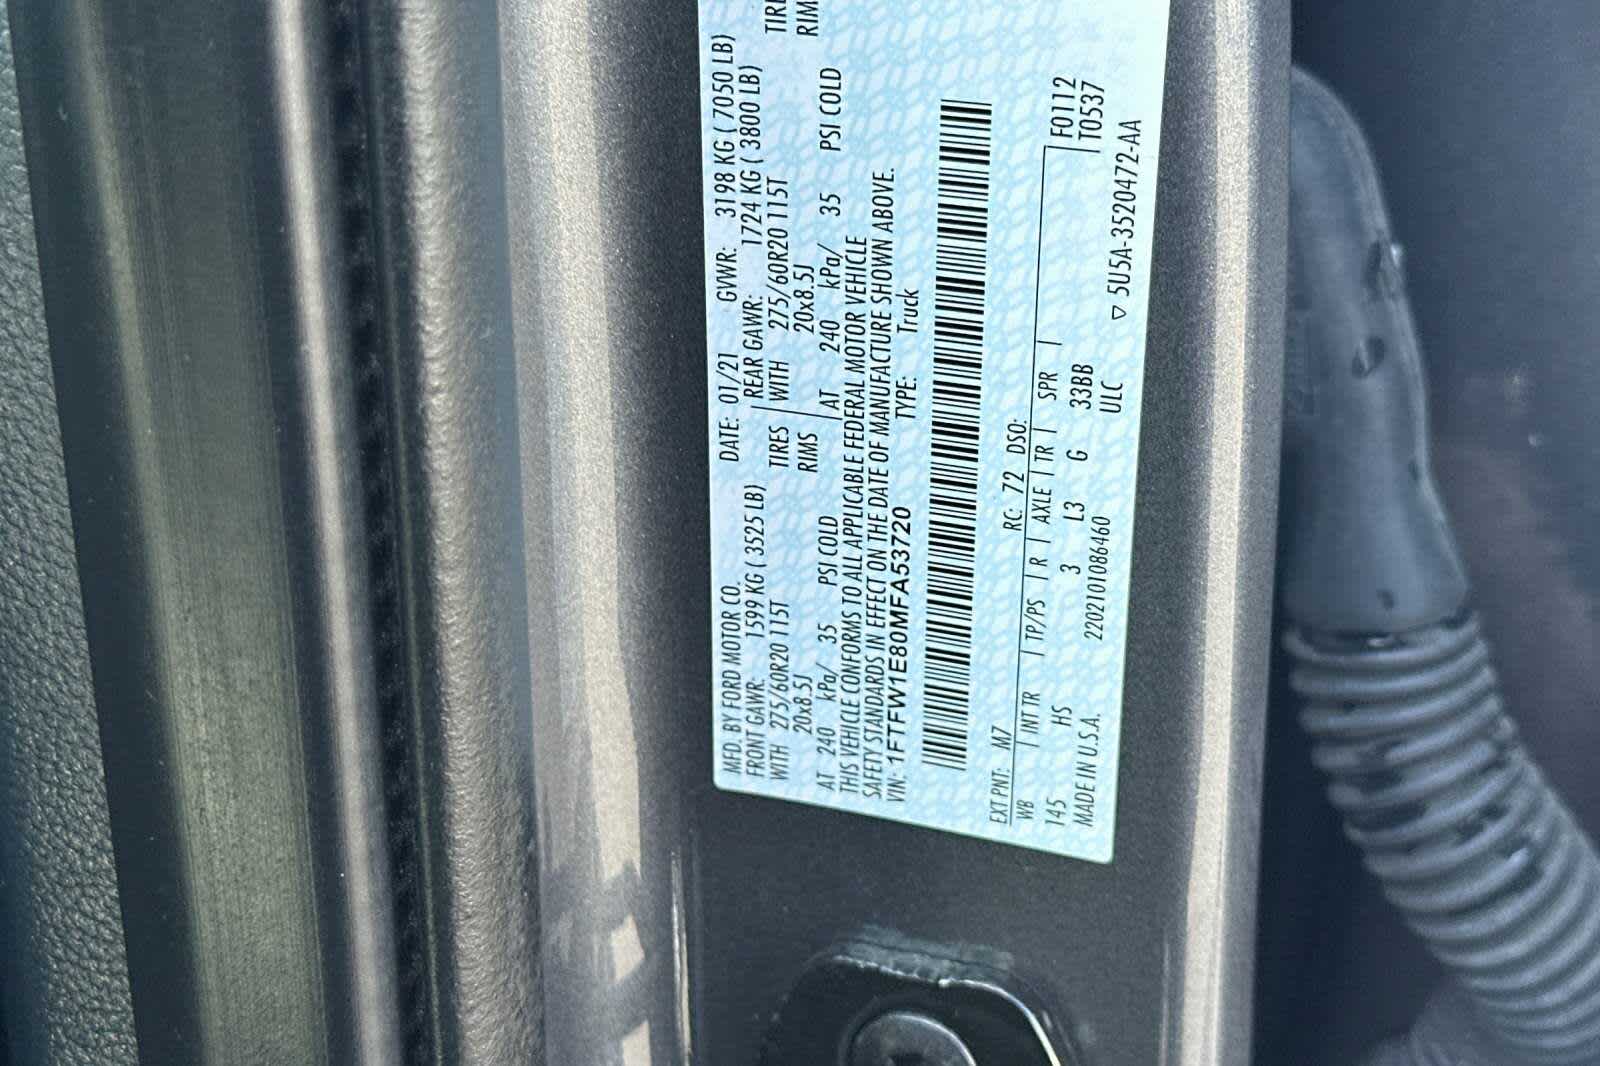 MFD. BY FORD MOTOR CO.
DATE: 01/21 GVWR: 3198 KG ( 7050 LB)
FRONT GAWR: 1599 KG ( 3525 LB)
REAR GAWR: 1724 KG ( 3800 LB)
WITH 275/60R20 115T TIRES
WITH 275/60R20 115T TIRE
20x8.5J RIMS
20x8.5J RIM
AT 240 kPa/ 35 PSI COLD
AT 240 kPa/ 35 PSI COLD
THIS VEHICLE CONFORMS TO ALL APPLICABLE FEDERAL MOTOR VEHICLE
SAFETY STANDARDS IN EFFECT ON THE DATE OF MANUFACTURE SHOWN ABOVE.
VIN: 1FTFW1E80MFA53720 TYPE: Truck
EXT PNT: M7 RC: 72 DSO:
WB INT TR TP/PS R AXLE TR SPR F0112
145 HS 3 L3 G 33BB T0537
MADE IN U.S.A. 2202101086460 ULC
▽ 5U5A-3520472-AA